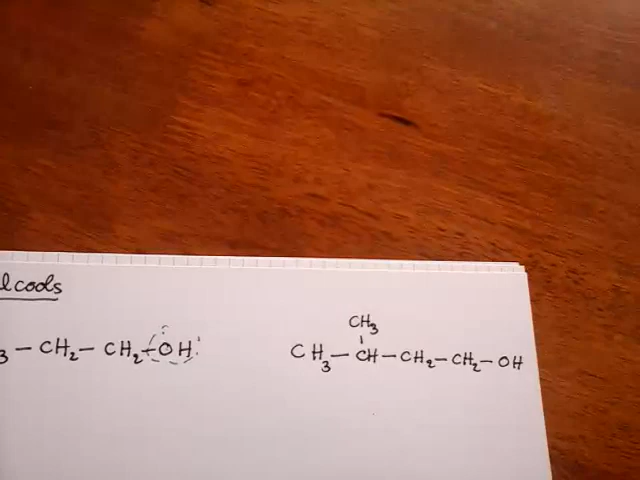 lcools
3 – CH₂ – CH₂ – OH
CH₃
CH₃ – CH – CH₂ – CH₂ – OH